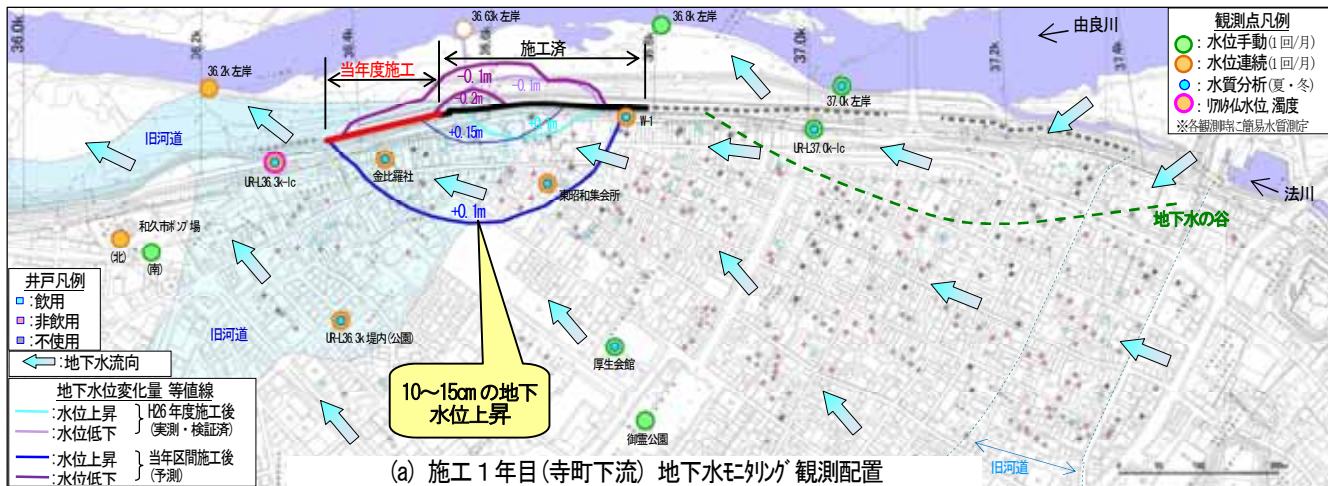 36.0k
36.2k
36.4k
36.6k
37.0k
37.2k
37.4k
36.63k 左岸
36.8k 左岸
由良川
36.2k 左岸
当年度施工
施工済
37.0k 左岸
-0.1m
-0.1m
-0.2m
+0.15m
+0.1m
W-1
旧河道
UR-L36.3k-1c
金比羅社
UR-L37.0k-1c
東昭和集会所
+0.1m
法川
地下水の谷
和久市ポンプ場
(北)
(南)
旧河道
UR-L36.3k 堤内(公園)
厚生会館
御霊公園
旧河道
10~15cmの地下
水位上昇
観測点凡例
:水位手動(1回/月)
:水位連続(1回/月)
:水質分析(夏・冬)
:リアルタイム水位 濁度
※各観測時に簡易水質測定
井戸凡例
:飲用
:非飲用
:不使用
:地下水流向
地下水位変化量 等値線
:水位上昇
:水位低下
H26年度施工後
(実測・検証済)
:水位上昇
:水位低下
当年区間施工後
(予測)
(a) 施工1年目(寺町下流) 地下水モニタリング 観測配置